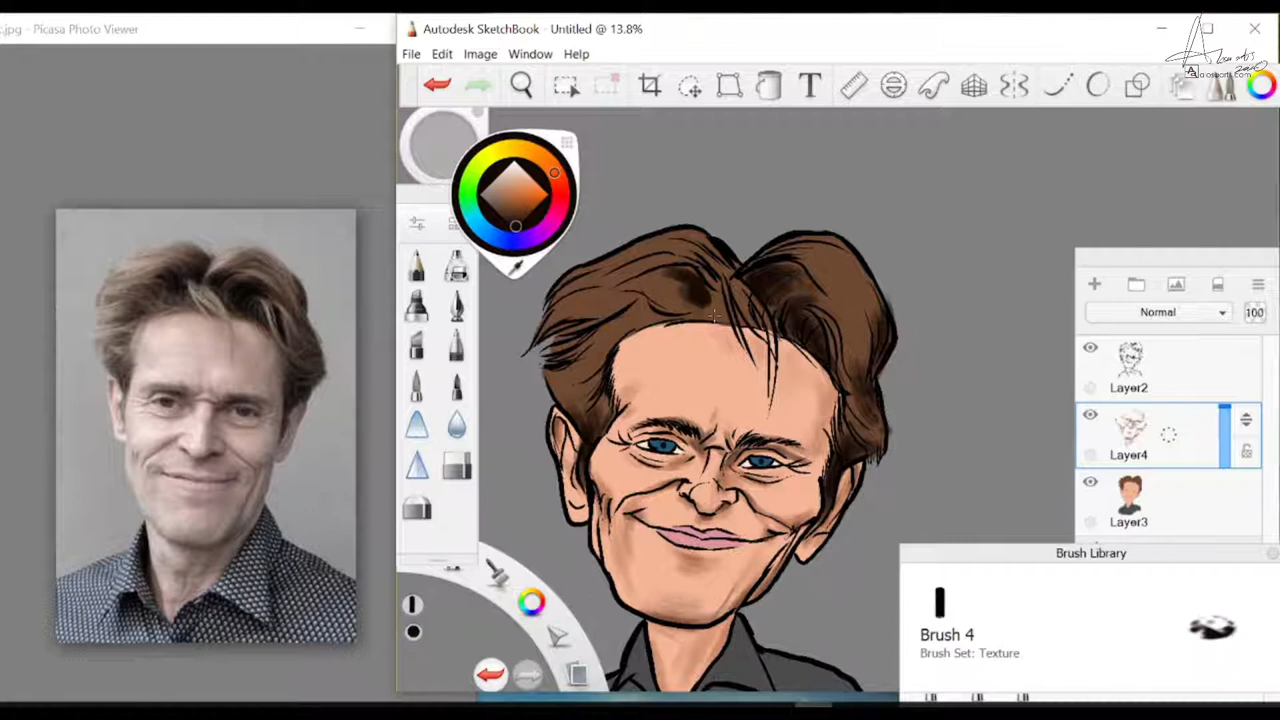 .jpg - Picasa Photo Viewer
Autodesk SketchBook - Untitled @ 13.8%
File Edit Image Window Help
T
Normal 100
Layer2
Layer4
Layer3
Brush Library
Brush 4
Brush Set: Texture